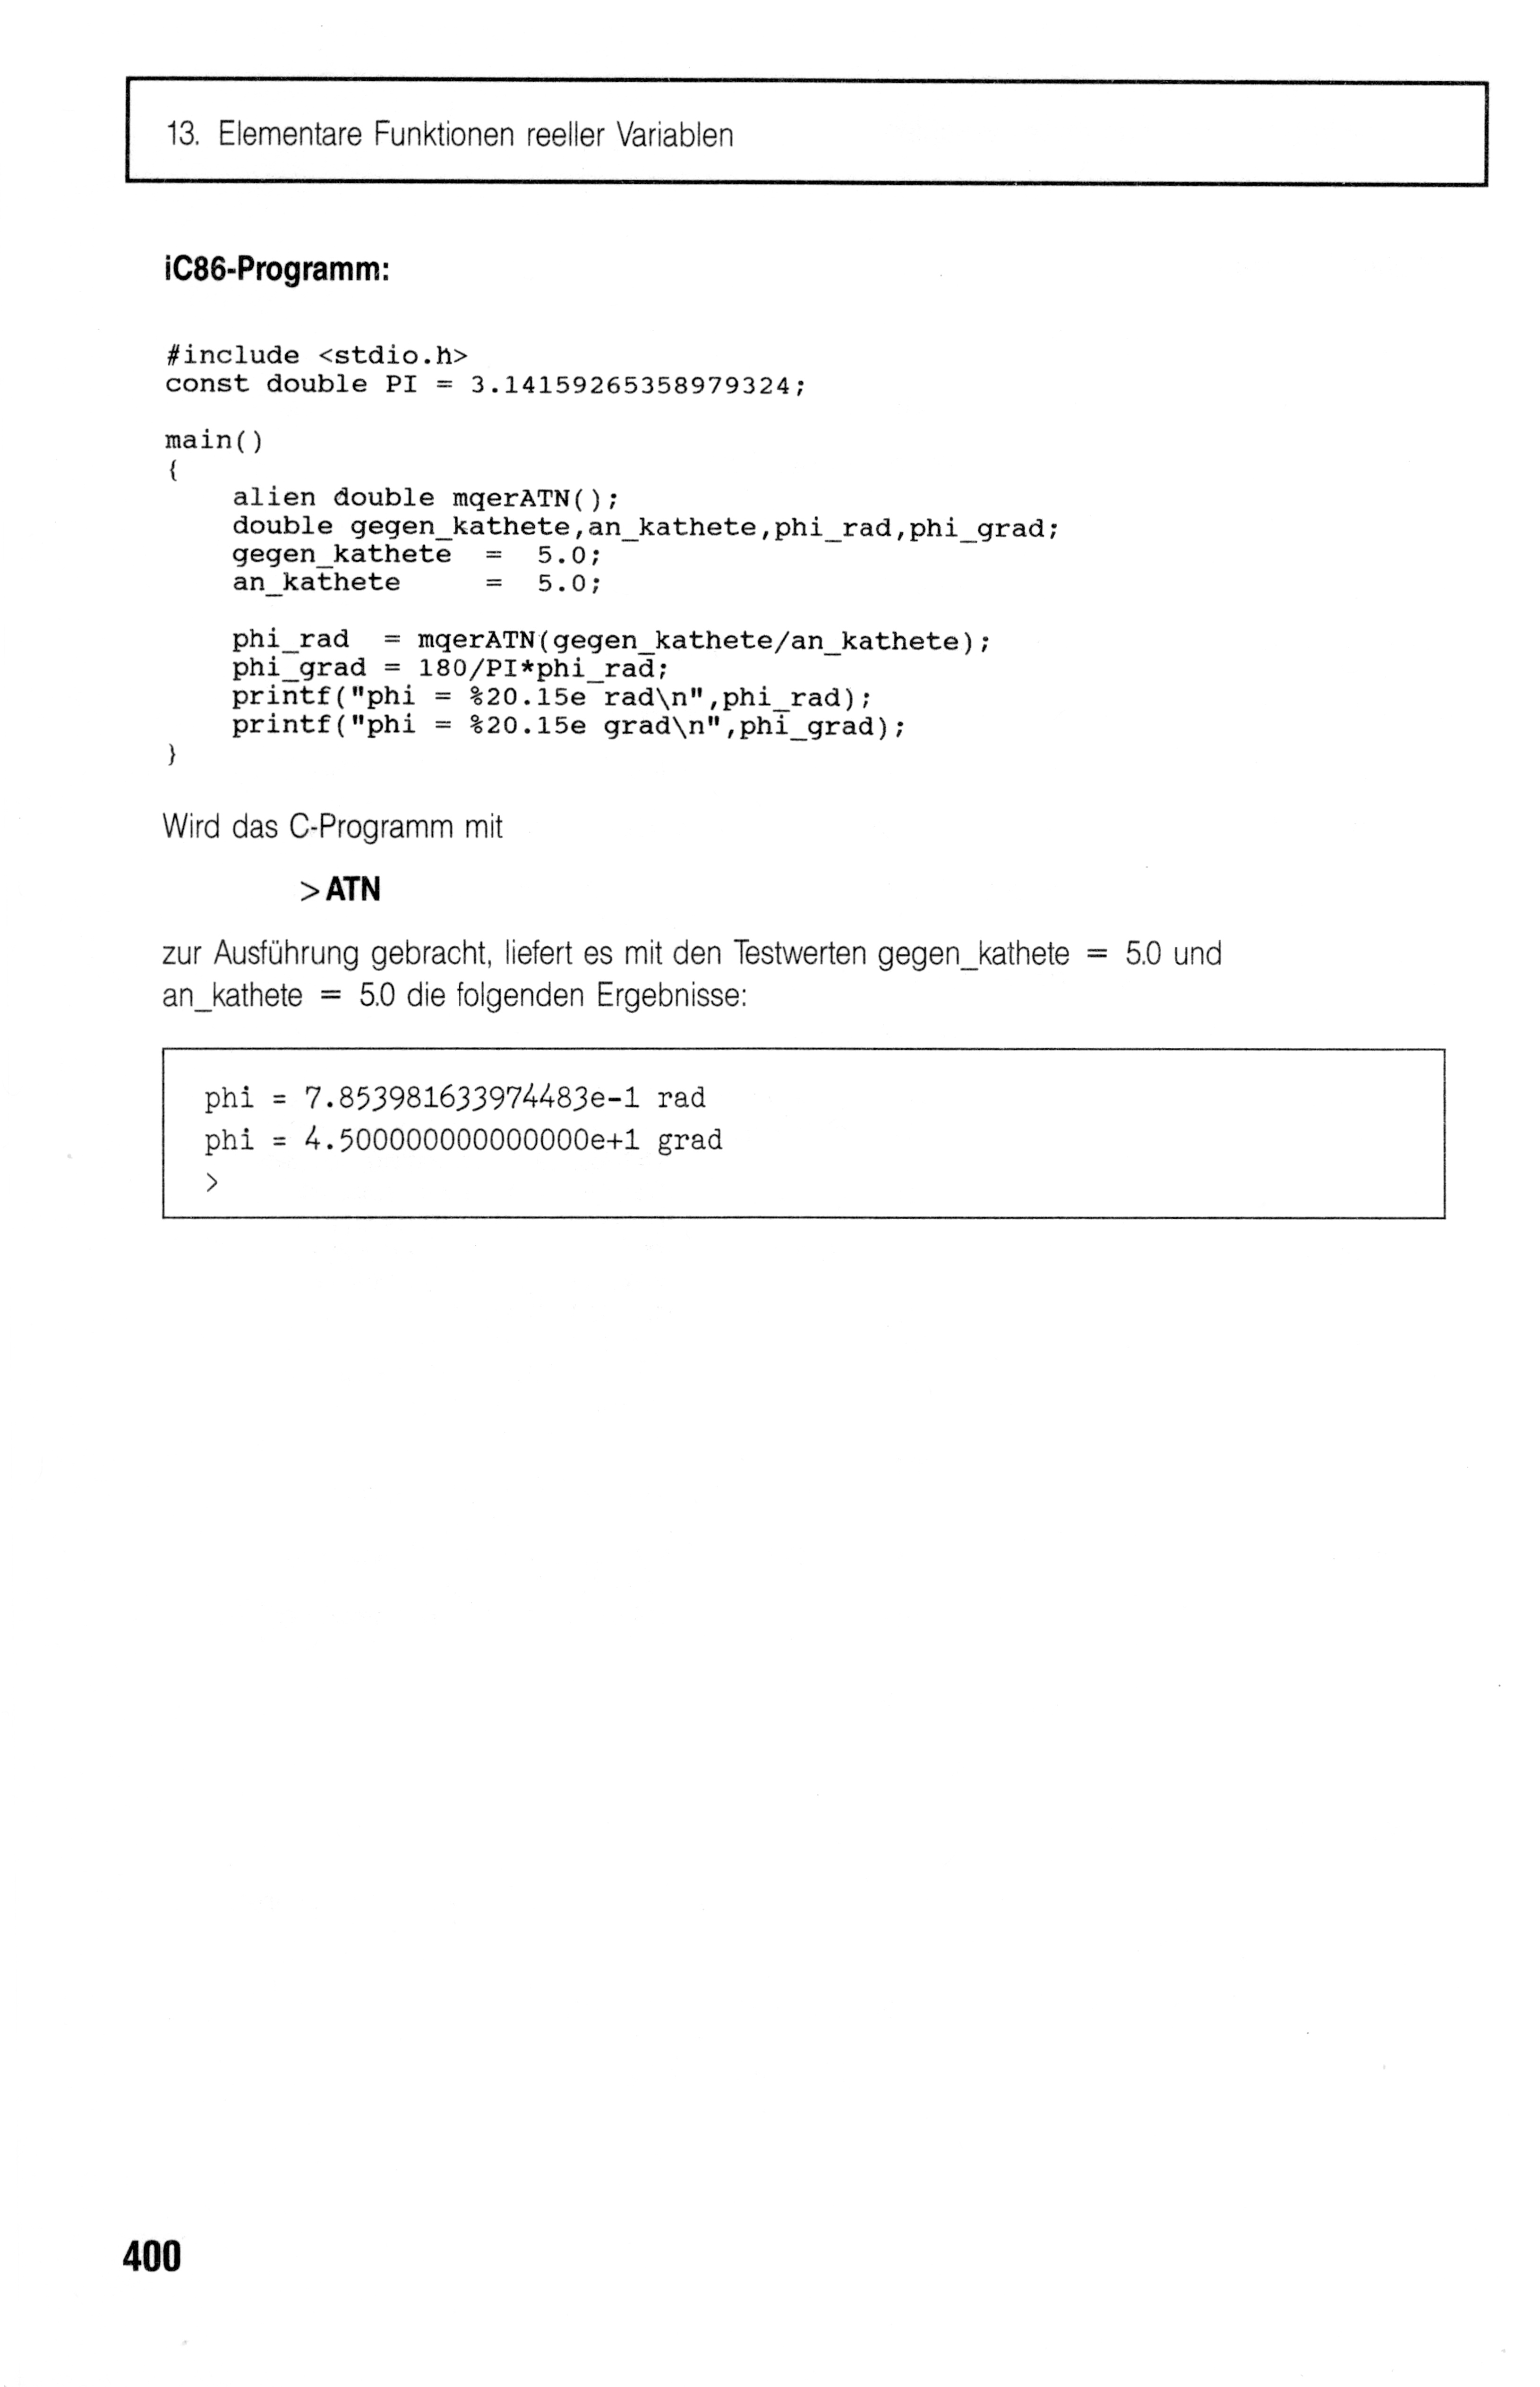 13. Elementare Funktionen reeller Variablen
iC86-Programm:
#include <stdio.h>
const double PI = 3.14159265358979324;
main()
{
alien double mqerATN();
double gegen_kathete,an_kathete,phi_rad,phi_grad;
gegen_kathete = 5.0;
an_kathete = 5.0;
phi_rad = mqerATN(gegen_kathete/an_kathete);
phi_grad = 180/PI*phi_rad;
printf("phi = %20.15e rad\n",phi_rad);
printf("phi = %20.15e grad\n",phi_grad);
}
Wird das C-Programm mit
>ATN
zur Ausführung gebracht, liefert es mit den Testwerten gegen_kathete = 5.0 und
an_kathete = 5.0 die folgenden Ergebnisse:
phi = 7.853981633974483e-1 rad
phi = 4.500000000000000e+1 grad
>
400